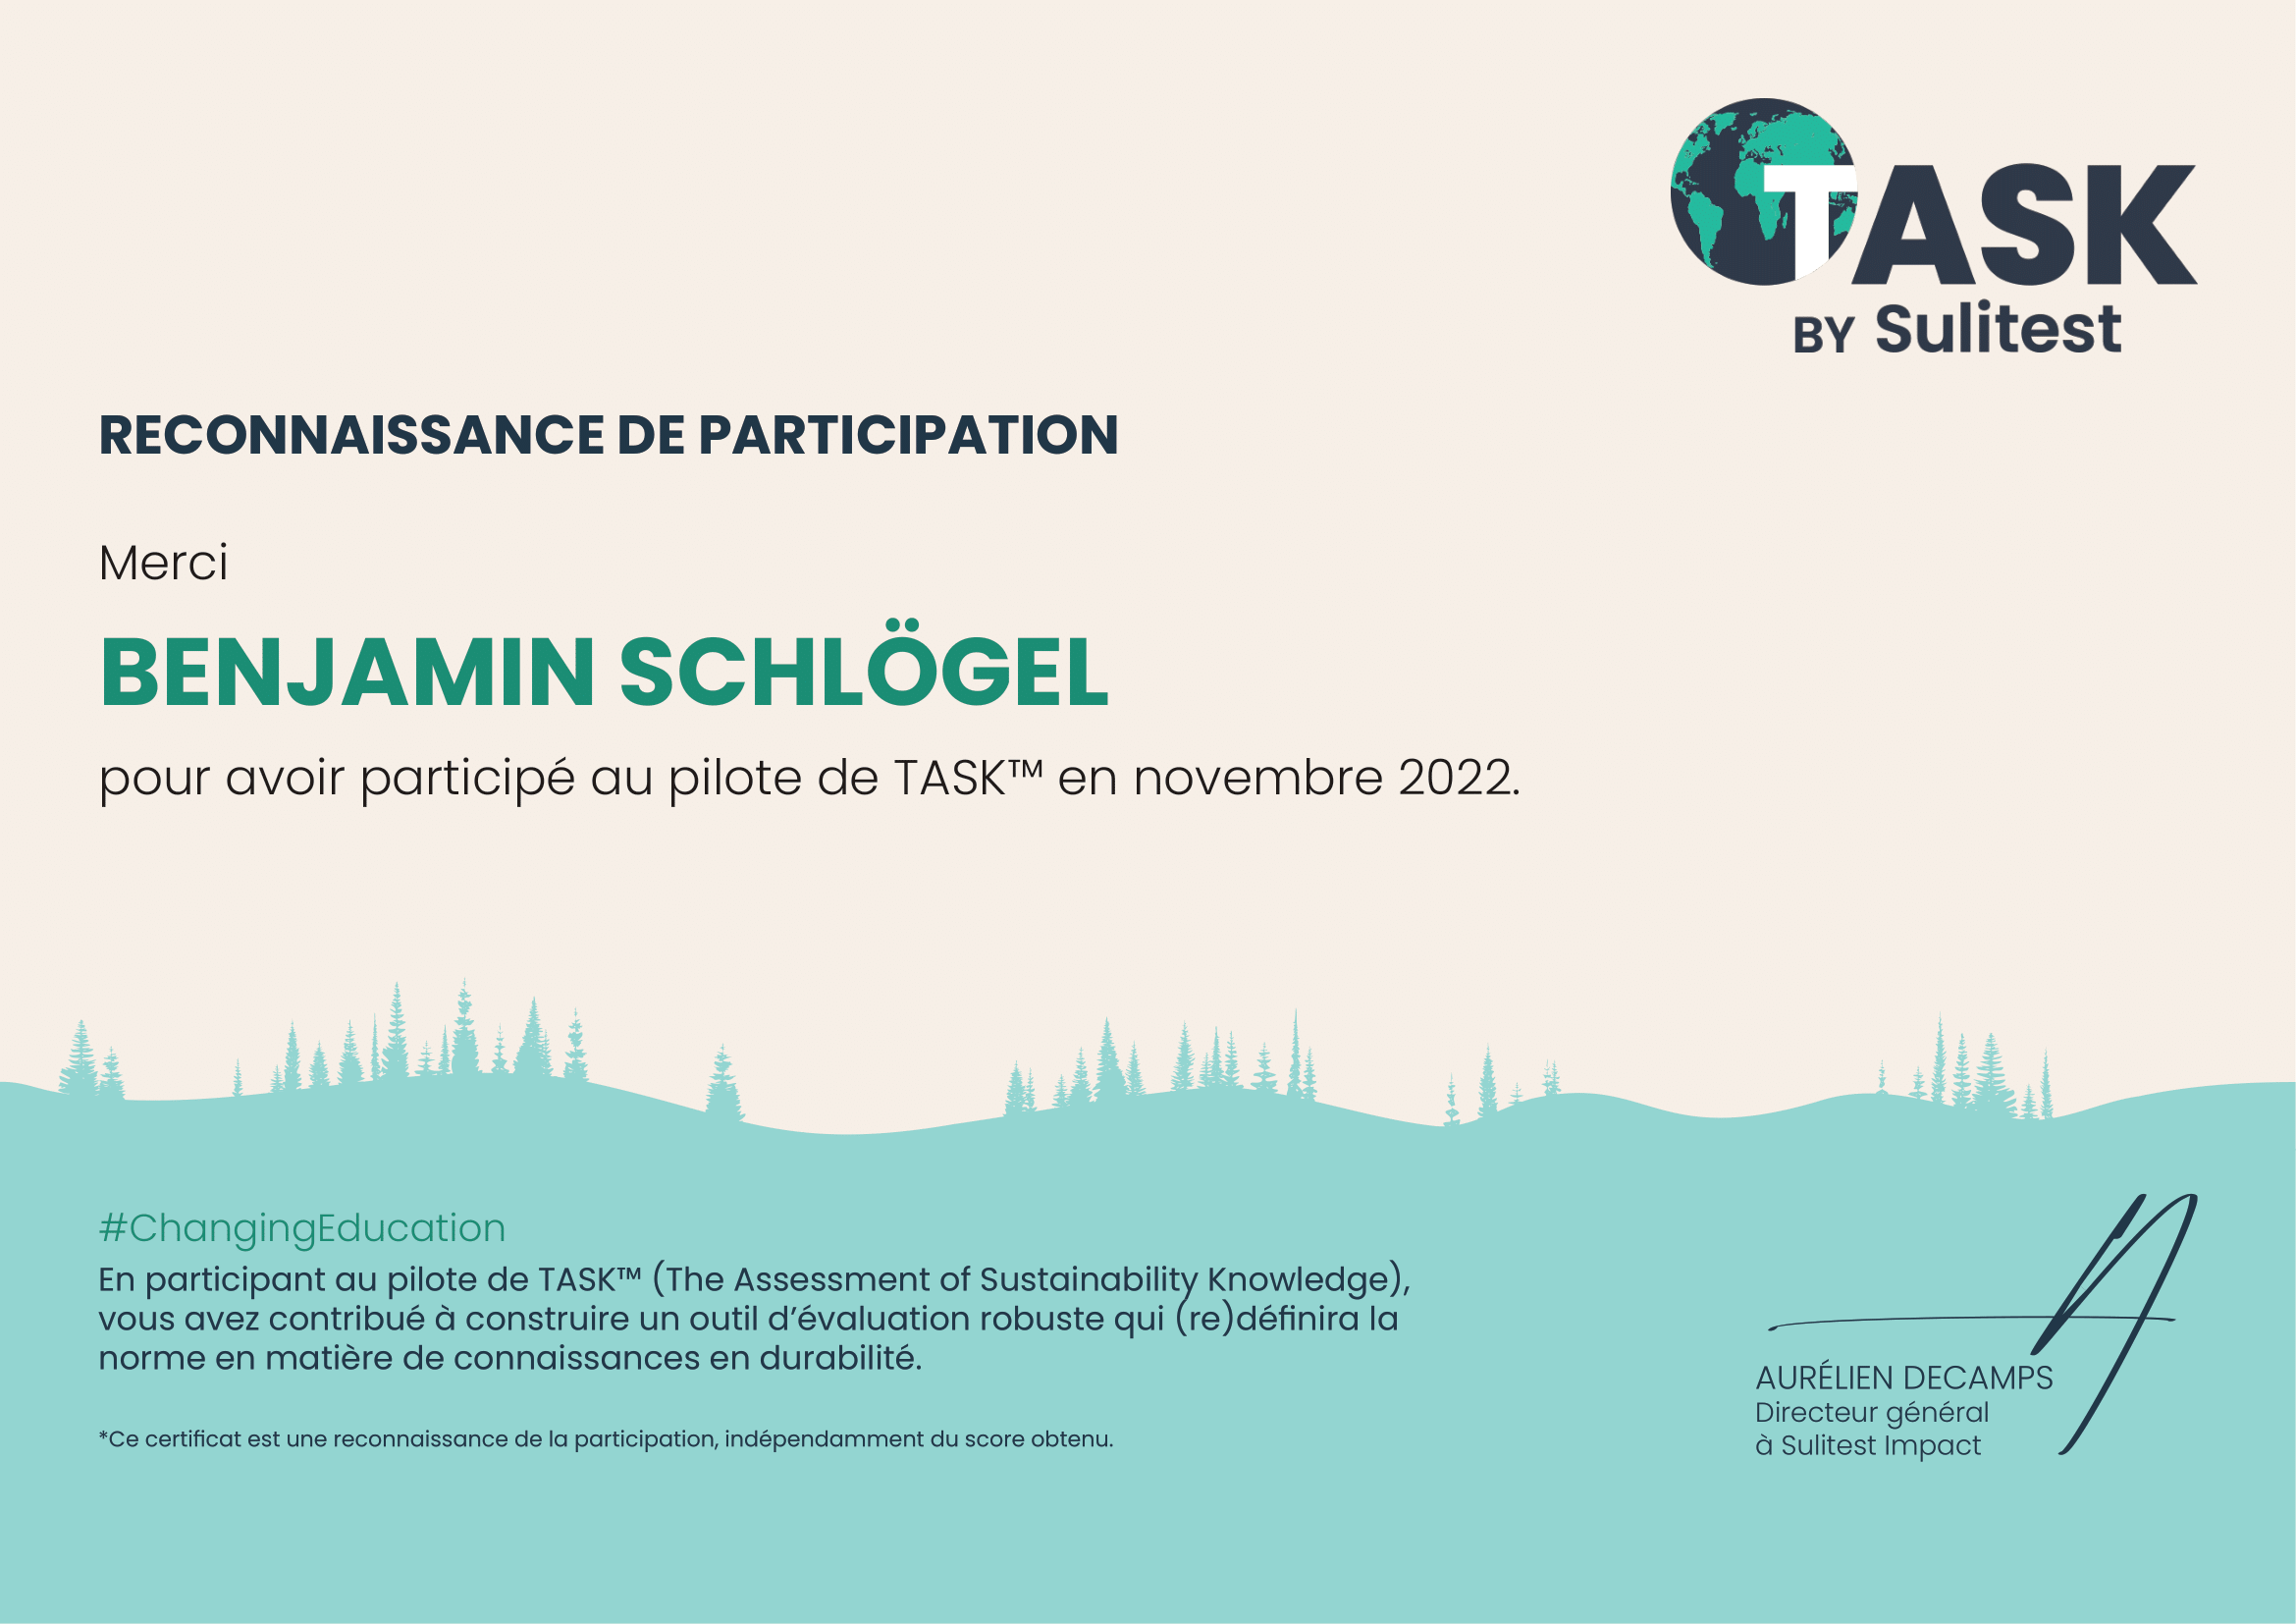 TASK
BY Sulitest
RECONNAISSANCE DE PARTICIPATION
Merci
BENJAMIN SCHLÖGEL
pour avoir participé au pilote de TASK™ en novembre 2022.
#ChangingEducation
En participant au pilote de TASK™ (The Assessment of Sustainability Knowledge),
vous avez contribué à construire un outil d’évaluation robuste qui (re)définira la
norme en matière de connaissances en durabilité.
*Ce certificat est une reconnaissance de la participation, indépendamment du score obtenu.
AURÉLIEN DECAMPS
Directeur général
à Sulitest Impact